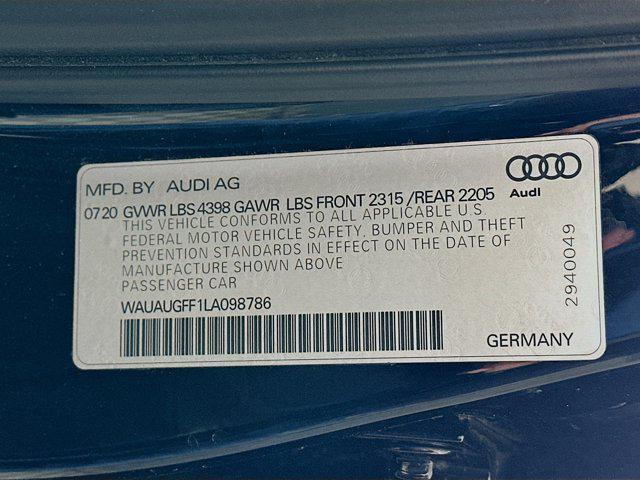 MFD. BY AUDI AG
Audi
0720 GVWR LBS 4398 GAWR LBS FRONT 2315 /REAR 2205
THIS VEHICLE CONFORMS TO ALL APPLICABLE U.S.
FEDERAL MOTOR VEHICLE SAFETY, BUMPER AND THEFT
PREVENTION STANDARDS IN EFFECT ON THE DATE OF
MANUFACTURE SHOWN ABOVE
PASSENGER CAR
WAUAUGFF1LA098786
GERMANY
2940049